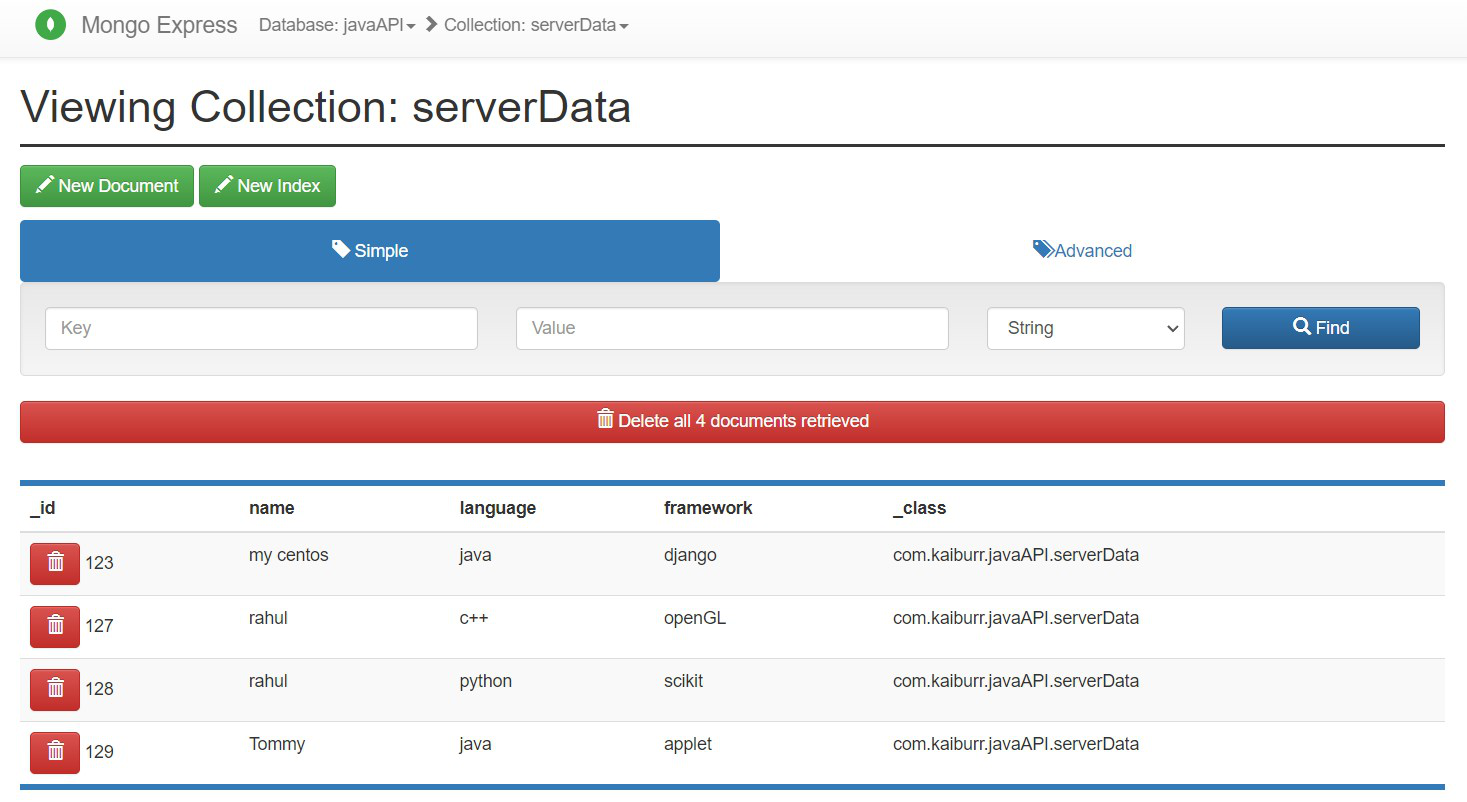 Mongo Express Database: javaAPI Collection: serverData
Viewing Collection: serverData
New Document New Index
Simple Advanced
Key Value String Find
Delete all 4 documents retrieved
_id name language framework _class
123 my centos java django com.kaiburr.javaAPI.serverData
127 rahul c++ openGL com.kaiburr.javaAPI.serverData
128 rahul python scikit com.kaiburr.javaAPI.serverData
129 Tommy java applet com.kaiburr.javaAPI.serverData